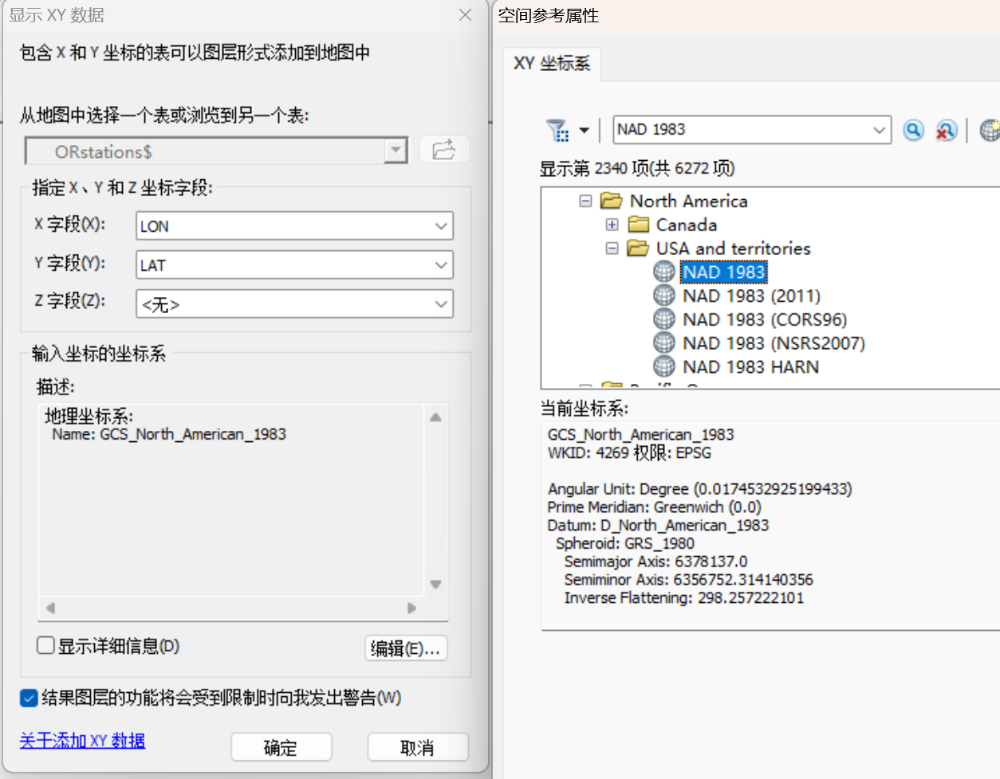 显示 XY 数据
包含 X 和 Y 坐标的表可以图层形式添加到地图中
从地图中选择一个表或浏览到另一个表:
ORstations$
指定 X、Y 和 Z 坐标字段:
X 字段(X):
LON
Y 字段(Y):
LAT
Z 字段(Z):
<无>
输入坐标的坐标系
描述:
地理坐标系:
Name: GCS_North_American_1983
显示详细信息(D)
编辑(E)...
结果图层的功能将会受到限制时向我发出警告(W)
关于添加 XY 数据
确定
取消
空间参考属性
XY 坐标系
NAD 1983
显示第 2340 项(共 6272 项)
North America
Canada
USA and territories
NAD 1983
NAD 1983 (2011)
NAD 1983 (CORS96)
NAD 1983 (NSRS2007)
NAD 1983 HARN
当前坐标系:
GCS_North_American_1983
WKID: 4269 权限: EPSG
Angular Unit: Degree (0.0174532925199433)
Prime Meridian: Greenwich (0.0)
Datum: D_North_American_1983
Spheroid: GRS_1980
Semimajor Axis: 6378137.0
Semiminor Axis: 6356752.314140356
Inverse Flattening: 298.257222101